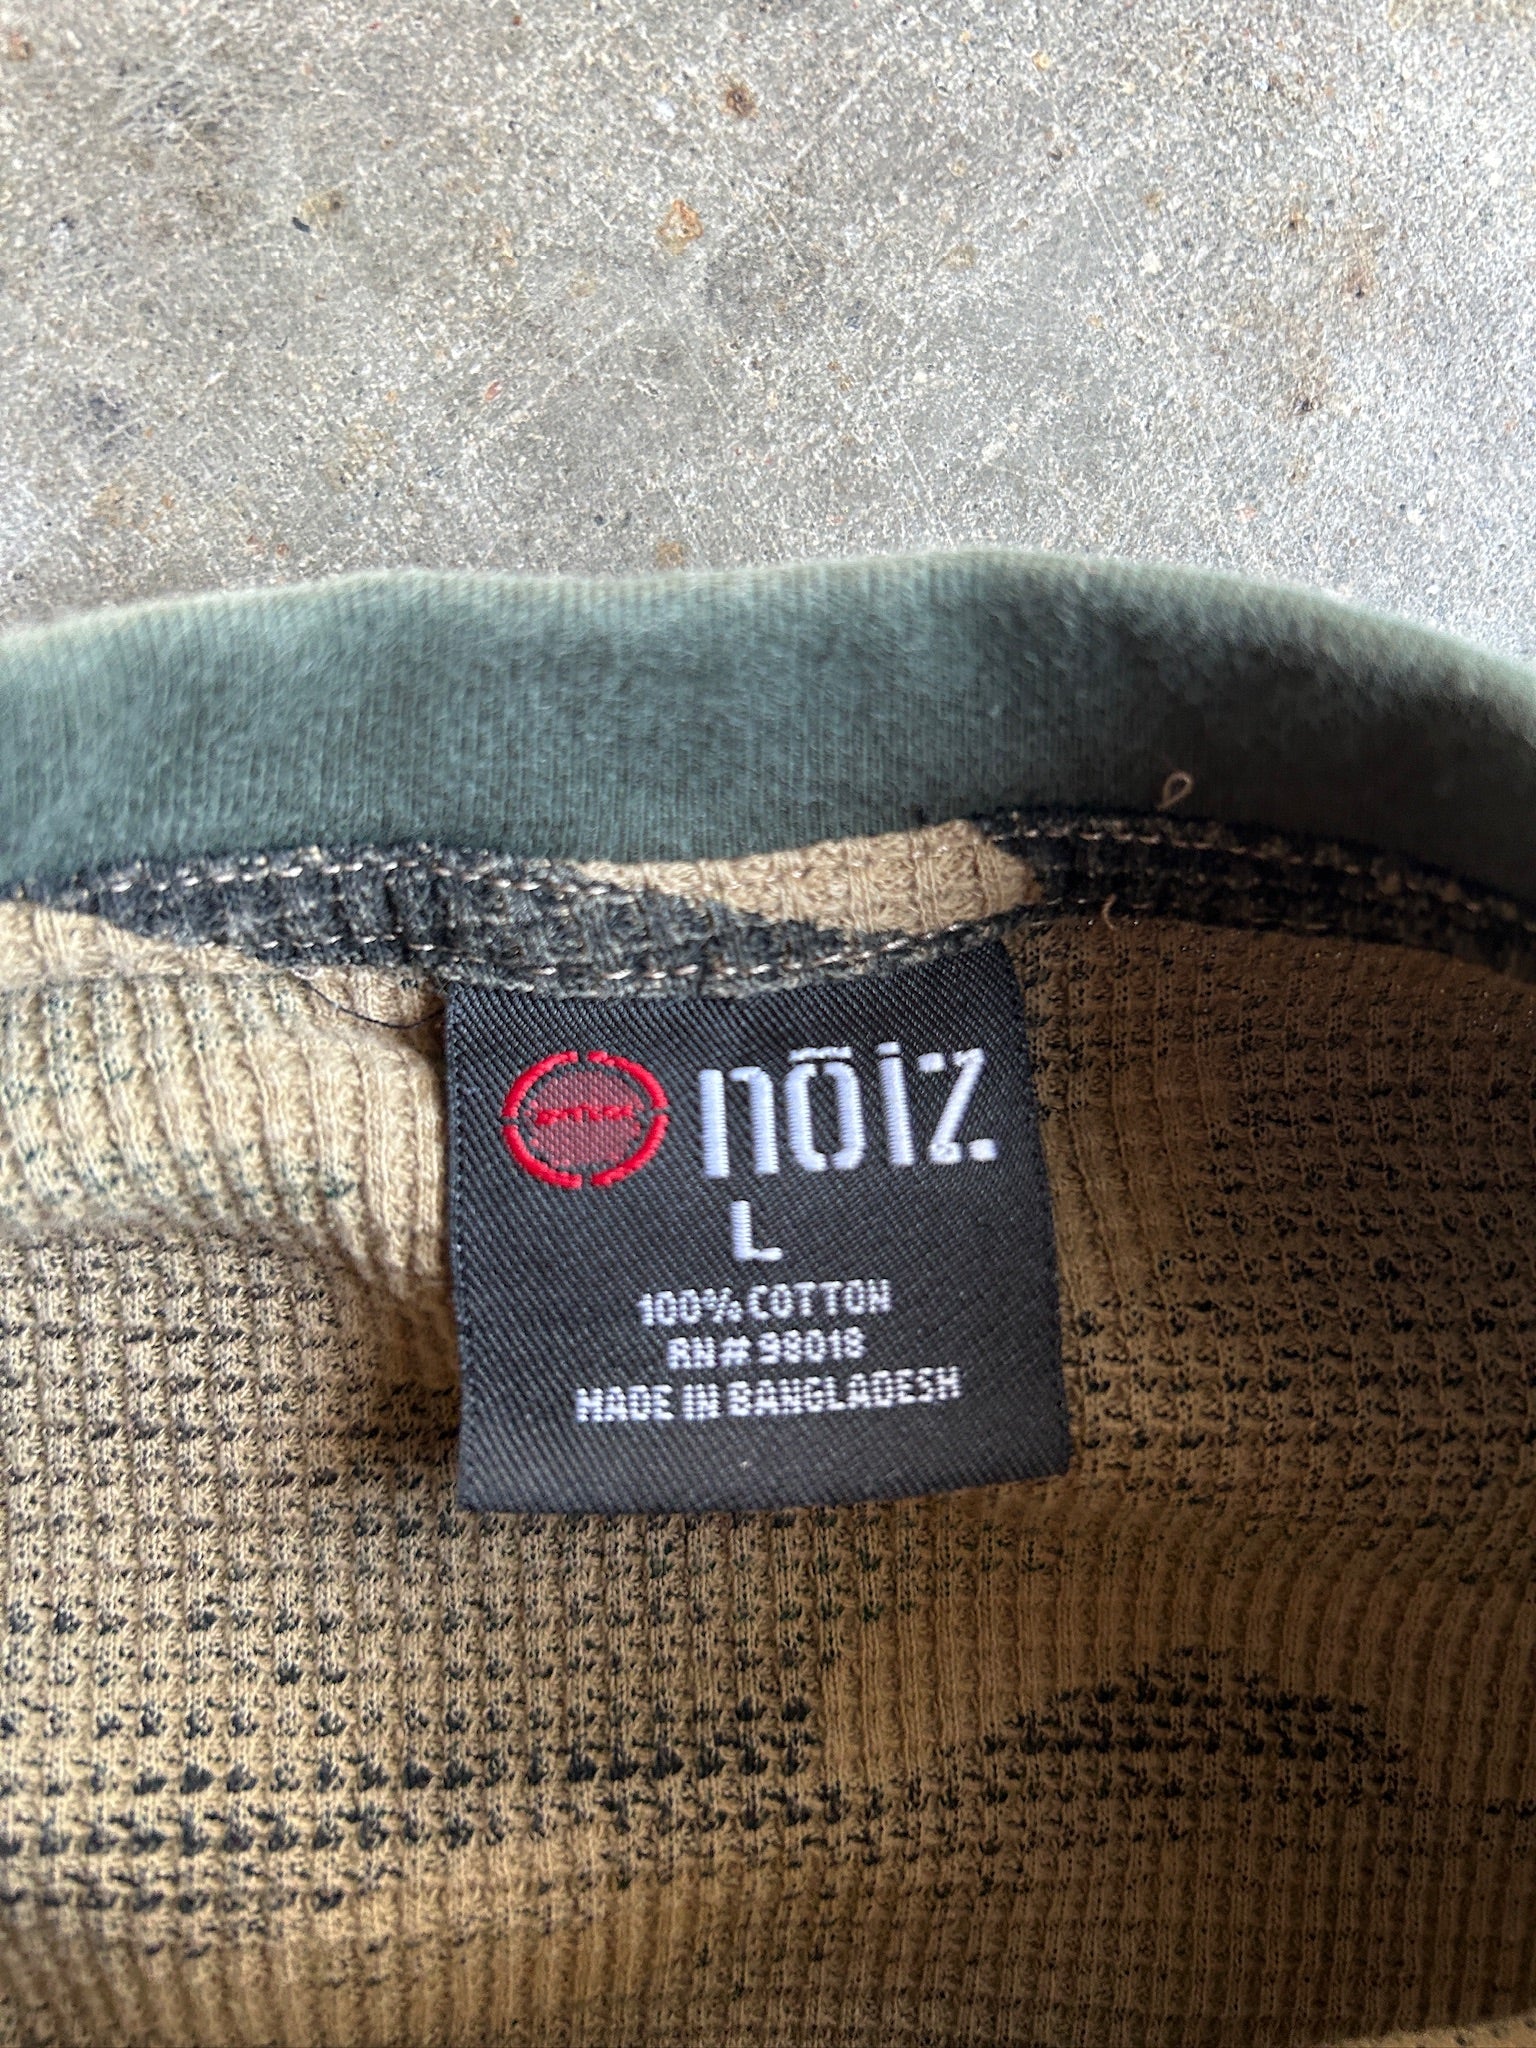 nōiz
L
100% COTTON
RN# 98018
MADE IN BANGLADESH